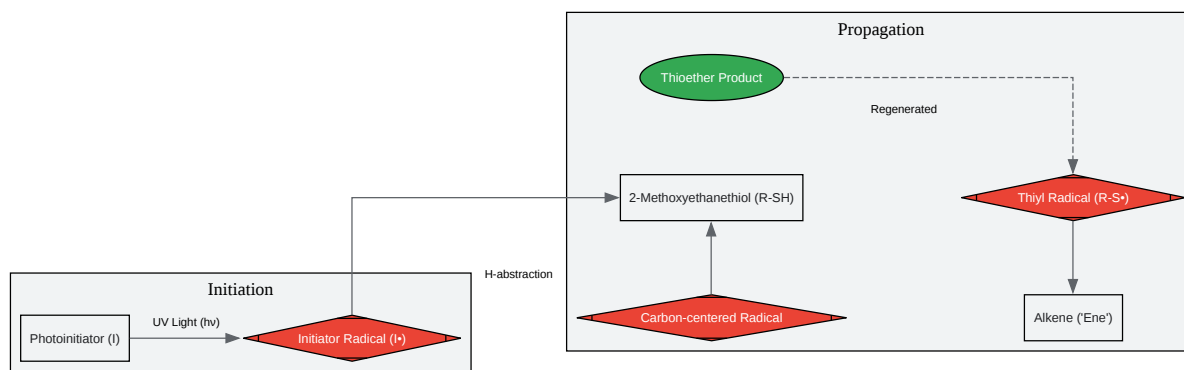 Propagation
Thioether Product
Regenerated
2-Methoxyethanethiol (R-SH)
Thiyl Radical (R-S•)
H-abstraction
Initiation
UV Light (hν)
Photoinitiator (I)
Initiator Radical (I•)
Carbon-centered Radical
Alkene ('Ene')